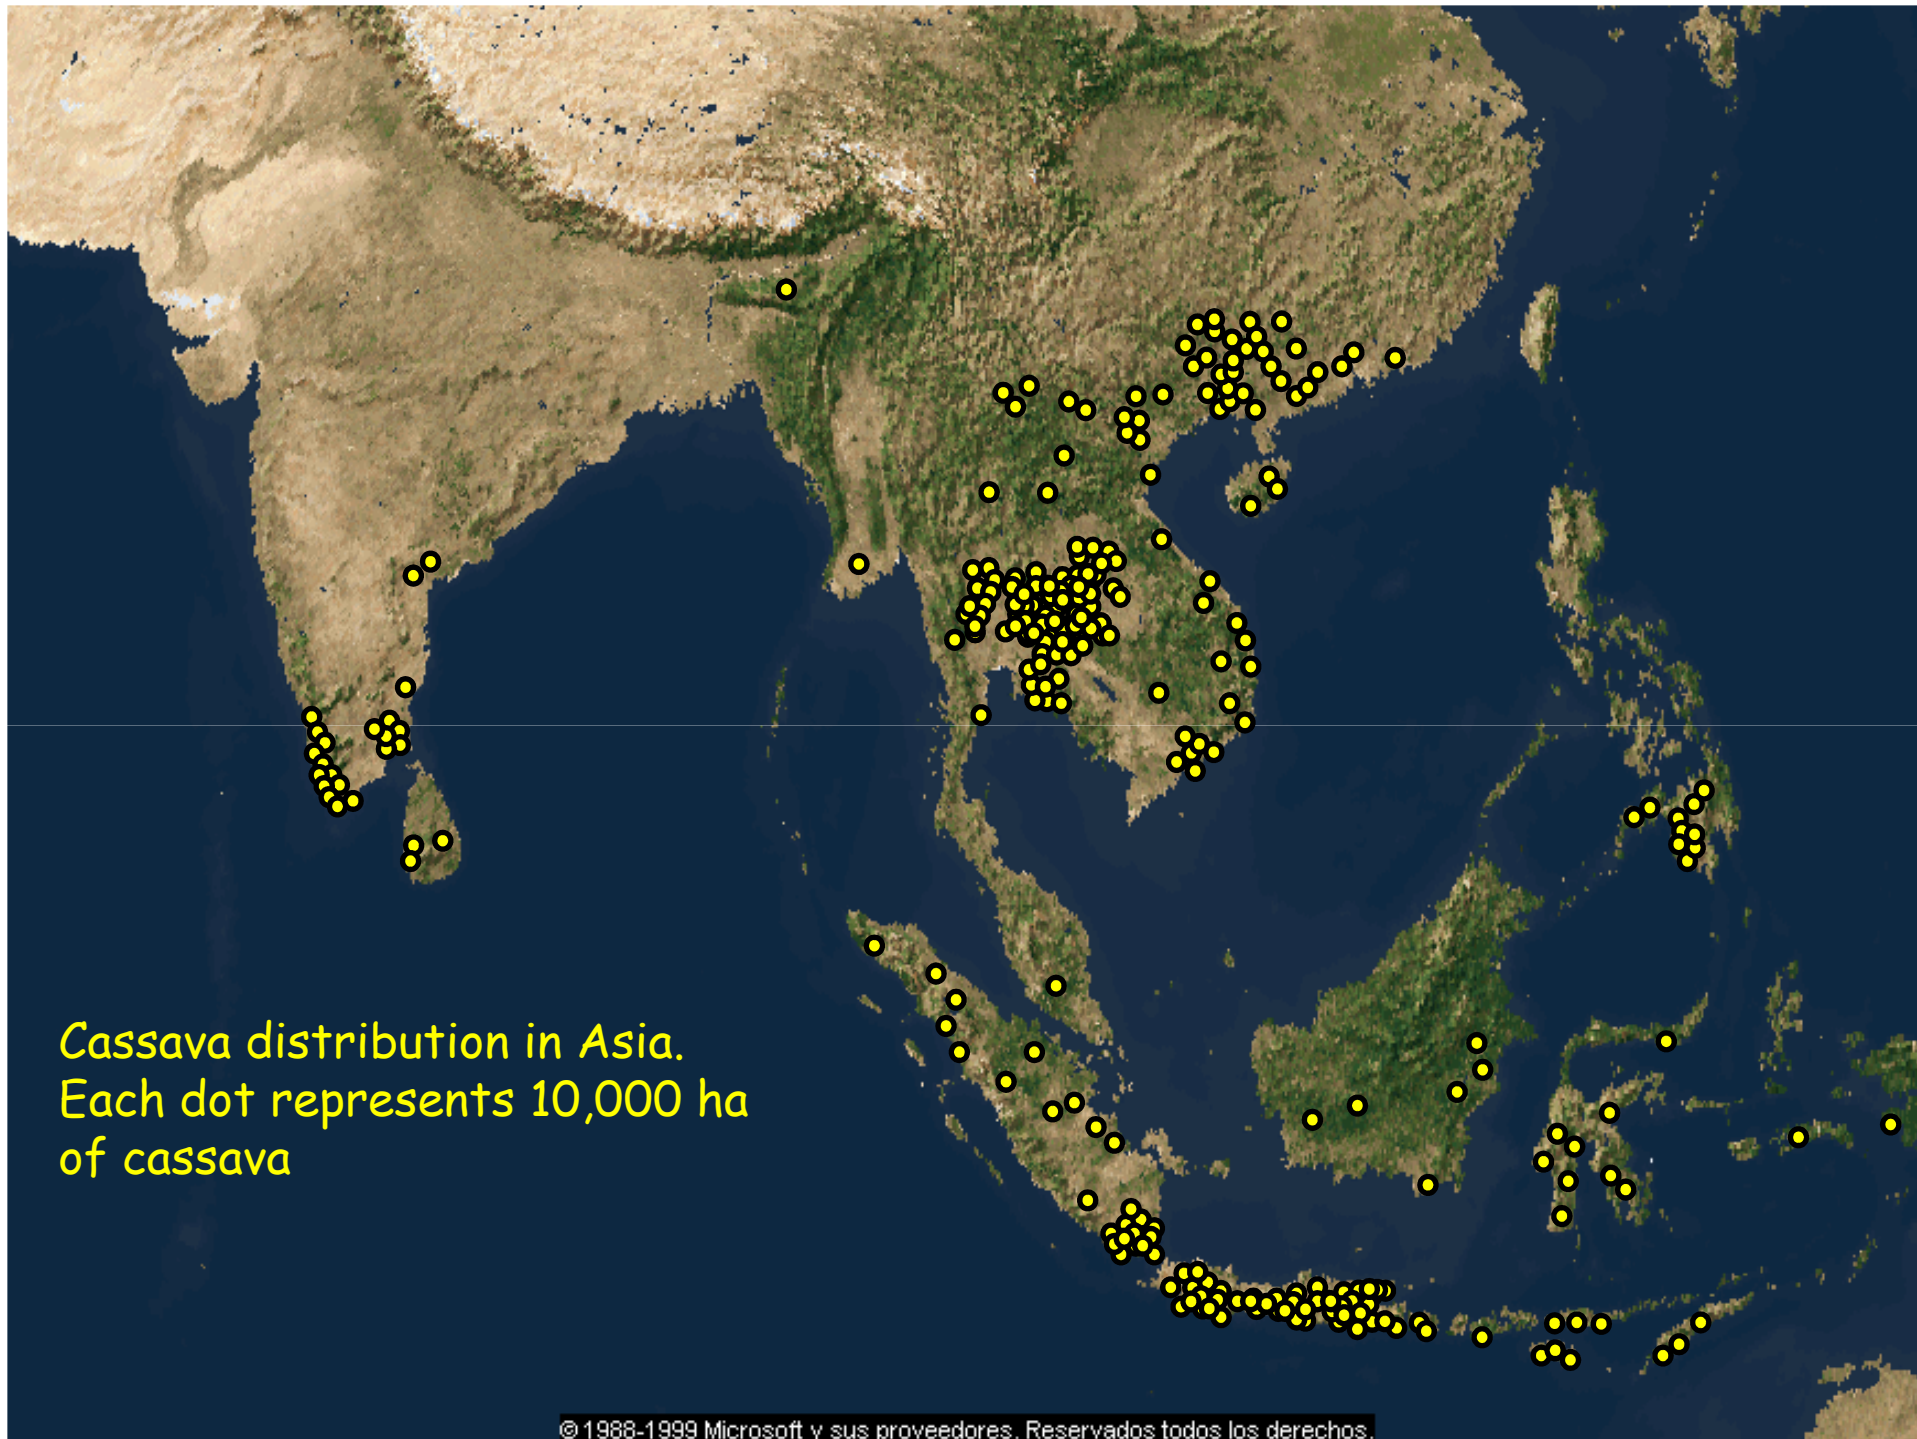 Cassava distribution in Asia.
Each dot represents 10,000 ha
of cassava
© 1988-1999 Microsoft y sus proveedores. Reservados todos los derechos.